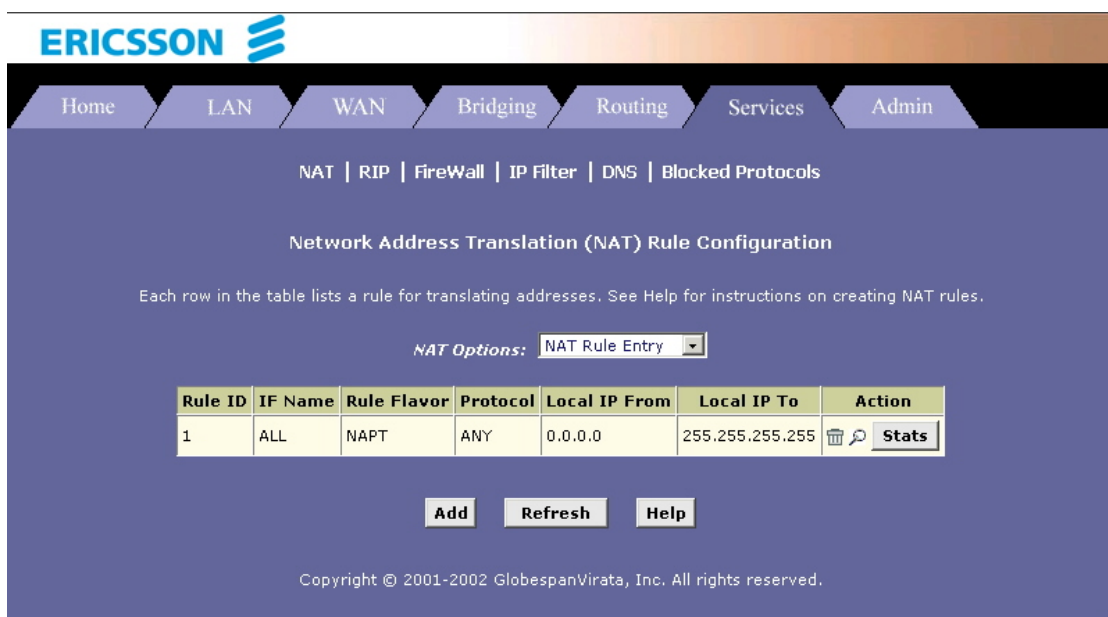 ERICSSON
Home LAN WAN Bridging Routing Services Admin
NAT | RIP | FireWall | IP Filter | DNS | Blocked Protocols
Network Address Translation (NAT) Rule Configuration
Each row in the table lists a rule for translating addresses. See Help for instructions on creating NAT rules.
NAT Options: NAT Rule Entry
Rule ID IF Name Rule Flavor Protocol Local IP From Local IP To Action
1 ALL NAPT ANY 0.0.0.0 255.255.255.255 Stats
Add Refresh Help
Copyright © 2001-2002 GlobespanVirata, Inc. All rights reserved.